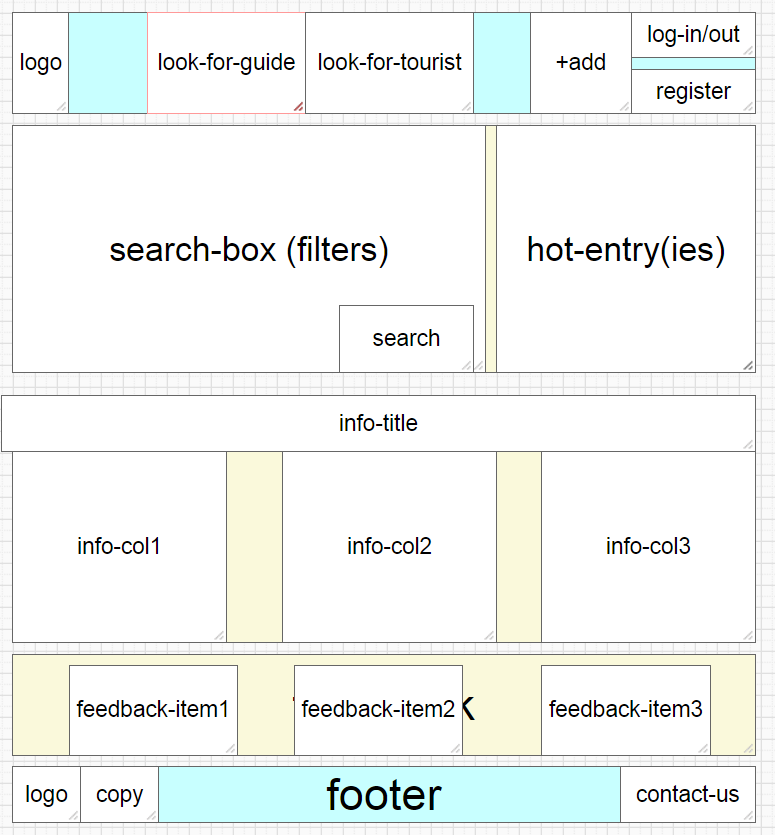 logo
look-for-guide
look-for-tourist
+add
log-in/out
register
search-box (filters)
hot-entry(ies)
search
info-title
info-col1
info-col2
info-col3
feedback-item1
feedback-item2
feedback-item3
logo
copy
footer
contact-us